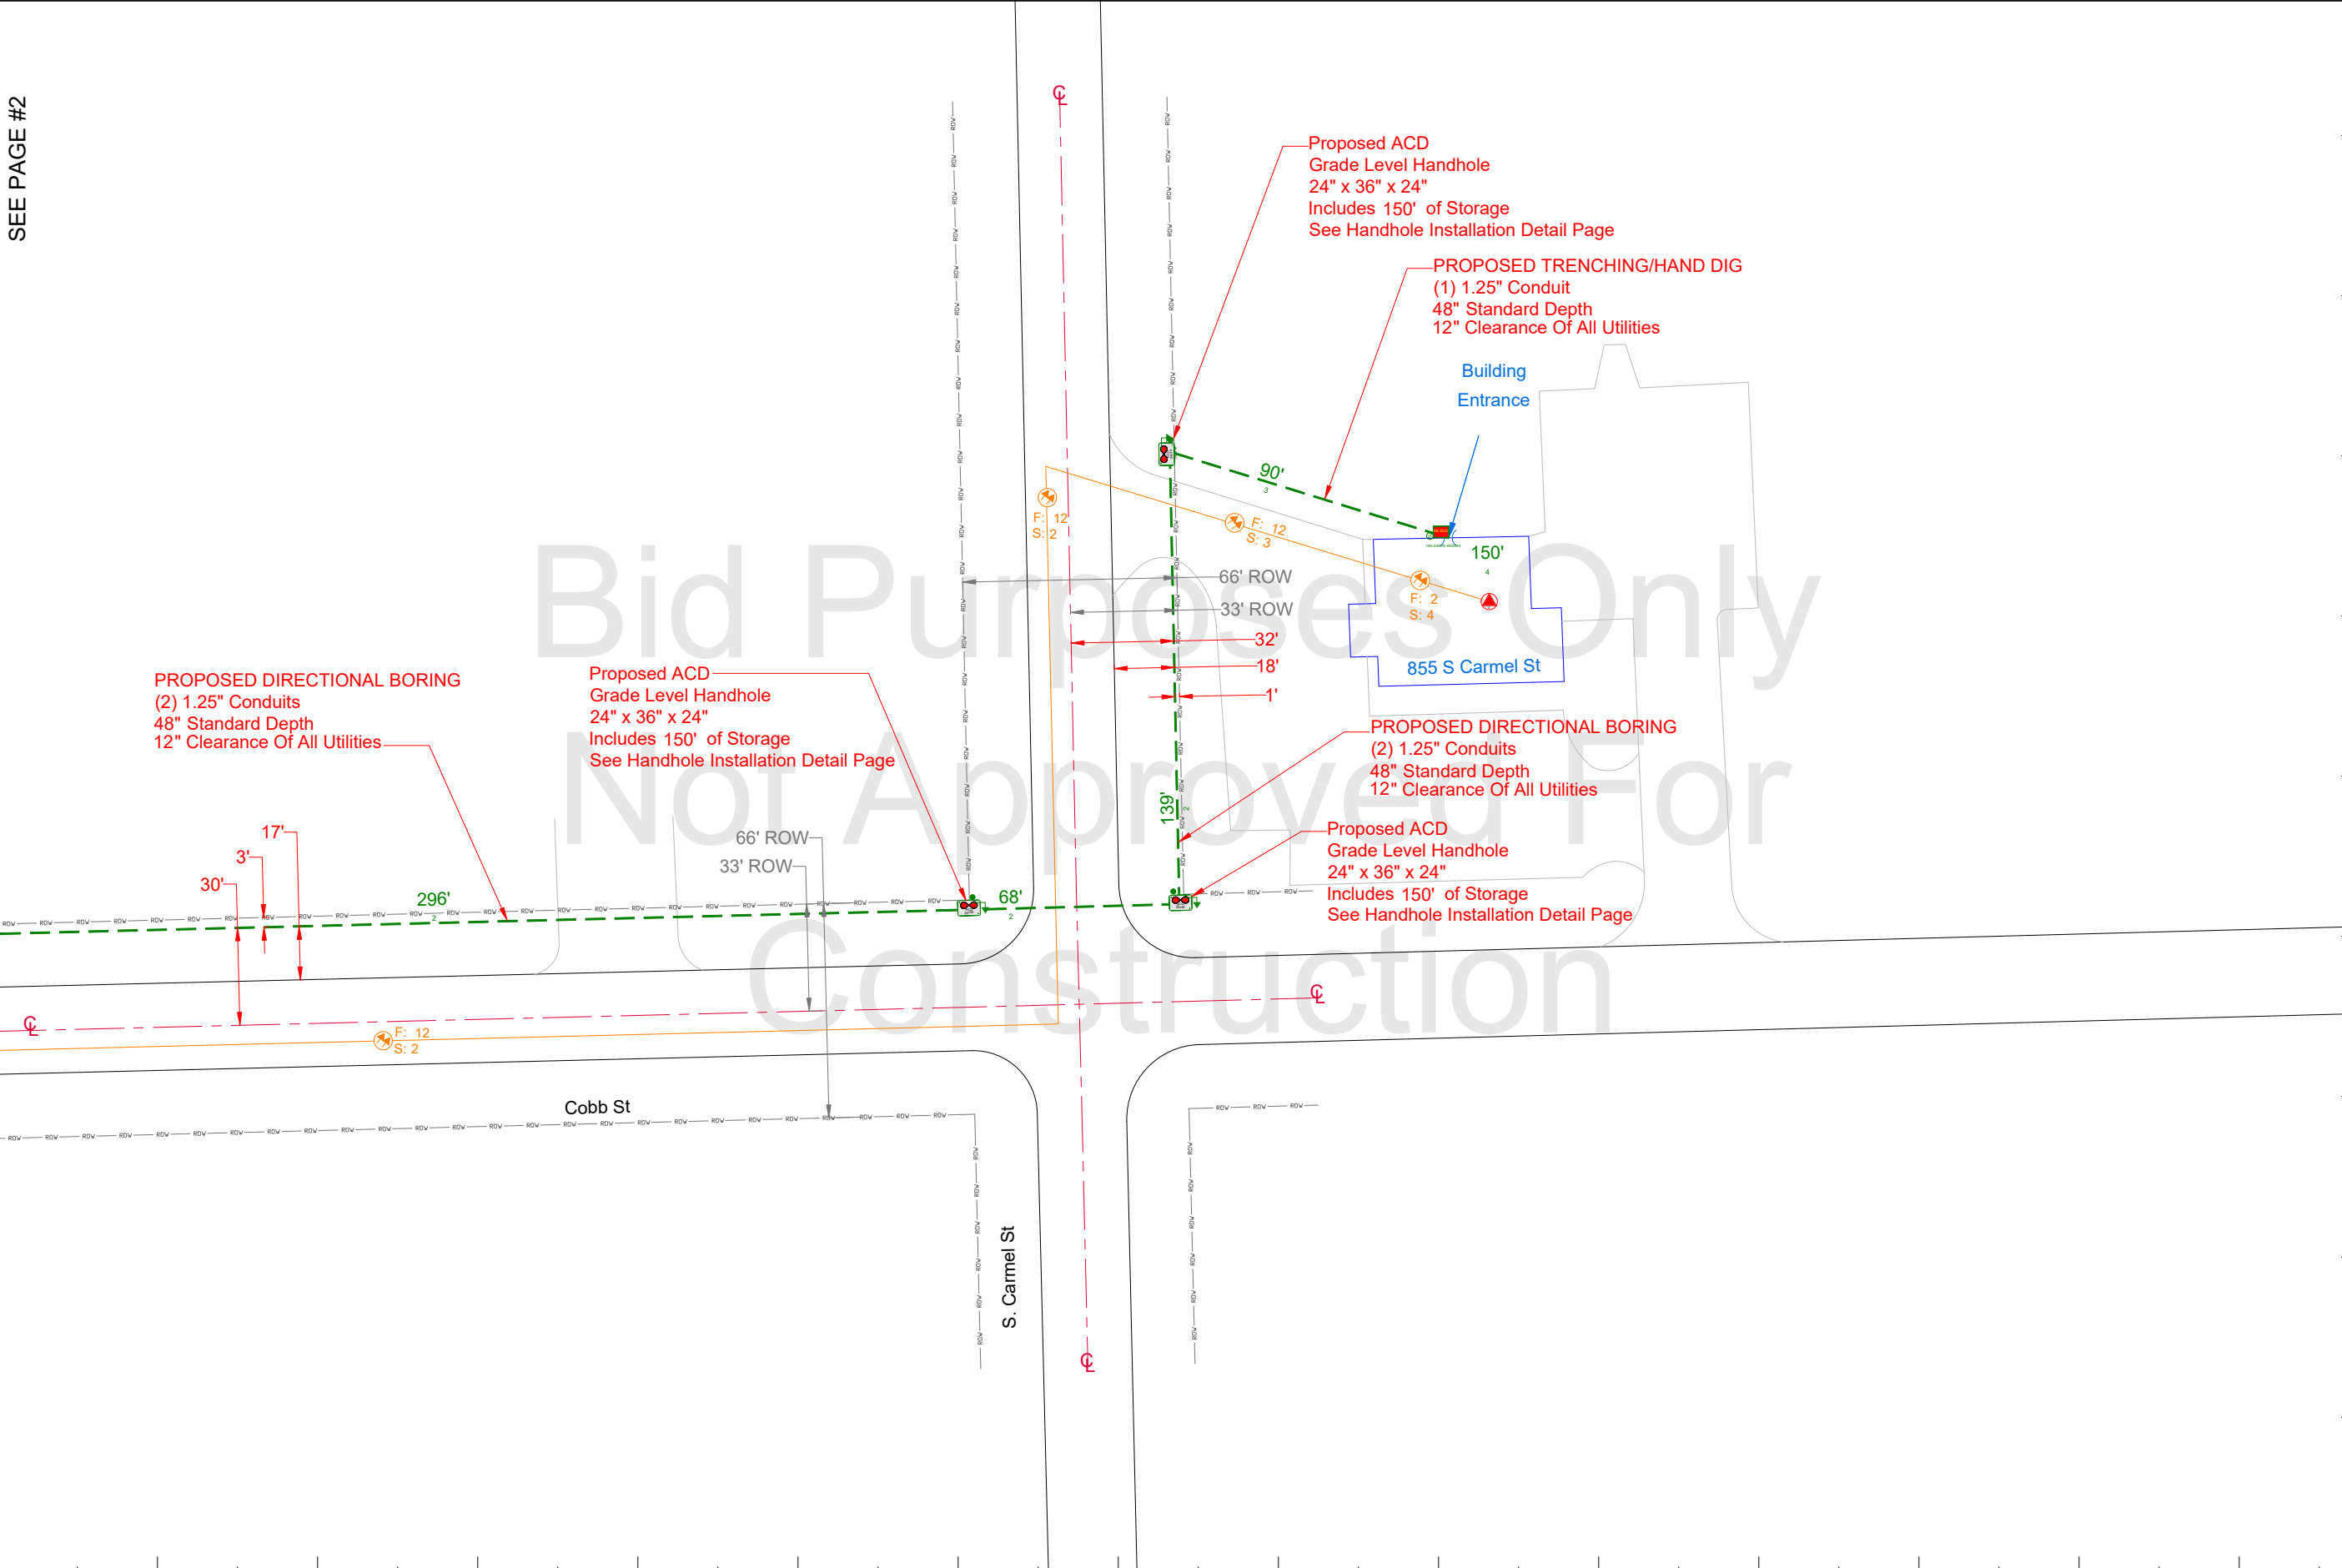 SEE PAGE #2
Proposed ACD
Grade Level Handhole
24" x 36" x 24"
Includes 150' of Storage
See Handhole Installation Detail Page
PROPOSED TRENCHING/HAND DIG
(1) 1.25" Conduit
48" Standard Depth
12" Clearance Of All Utilities
Building
Entrance
90'
3
F: 12
S: 2
F: 12
S: 3
150'
4
F: 2
S: 4
Bid Purposes Only
Not Approved For
Construction
66' ROW
33' ROW
32'
18'
1'
855 S Carmel St
PROPOSED DIRECTIONAL BORING
(2) 1.25" Conduits
48" Standard Depth
12" Clearance Of All Utilities
Proposed ACD
Grade Level Handhole
24" x 36" x 24"
Includes 150' of Storage
See Handhole Installation Detail Page
PROPOSED DIRECTIONAL BORING
(2) 1.25" Conduits
48" Standard Depth
12" Clearance Of All Utilities
139'
2
Proposed ACD
Grade Level Handhole
24" x 36" x 24"
Includes 150' of Storage
See Handhole Installation Detail Page
17'
3'
30'
66' ROW
33' ROW
296'
2
68'
2
F: 12
S: 2
Cobb St
S. Carmel St